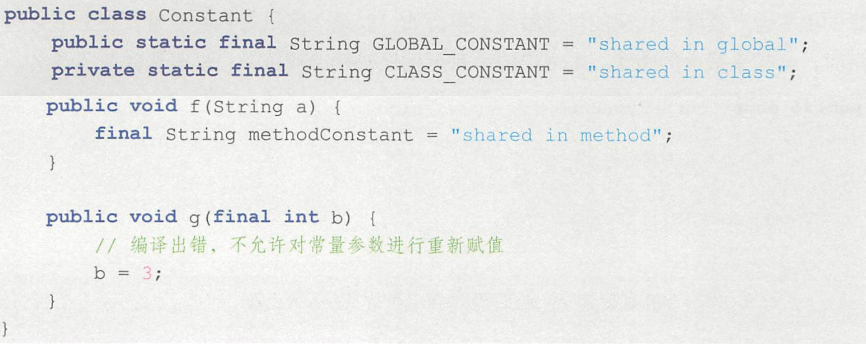 public class Constant {
    public static final String GLOBAL_CONSTANT = "shared in global";
    private static final String CLASS_CONSTANT = "shared in class";
    public void f(String a) {
        final String methodConstant = "shared in method";
    }

    public void g(final int b) {
        // 编译出错，不允许对常量参数进行重新赋值
        b = 3;
    }
}